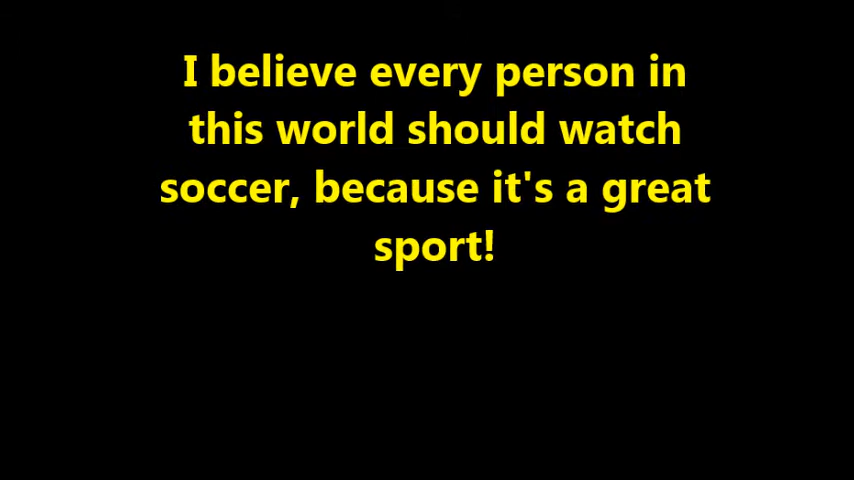 I believe every person in
this world should watch
soccer, because it's a great
sport!